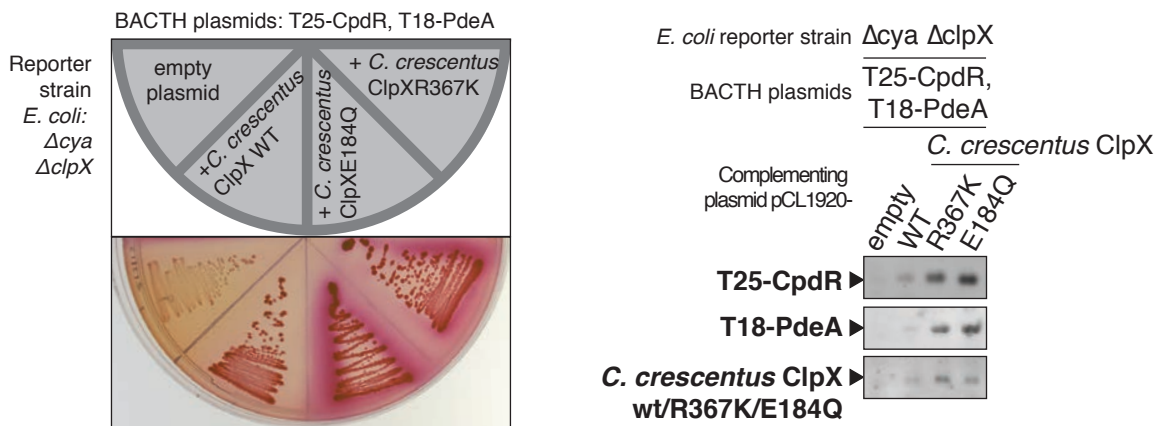 BACTH plasmids: T25-CpdR, T18-PdeA
Reporter
strain
E. coli:
Δcya
ΔclpX
empty
plasmid
+C. crescentus
ClpX WT
+ C. crescentus
ClpXE184Q
+ C. crescentus
ClpXR367K
E. coli reporter strain ΔcyaΔclpX
BACTH plasmids
T25-CpdR,
T18-PdeA
C. crescentus ClpX
Complementing
plasmid pCL1920-
empty
WT
R367K
E184Q
T25-CpdR
T18-PdeA
C. crescentus ClpX
wt/R367K/E184Q